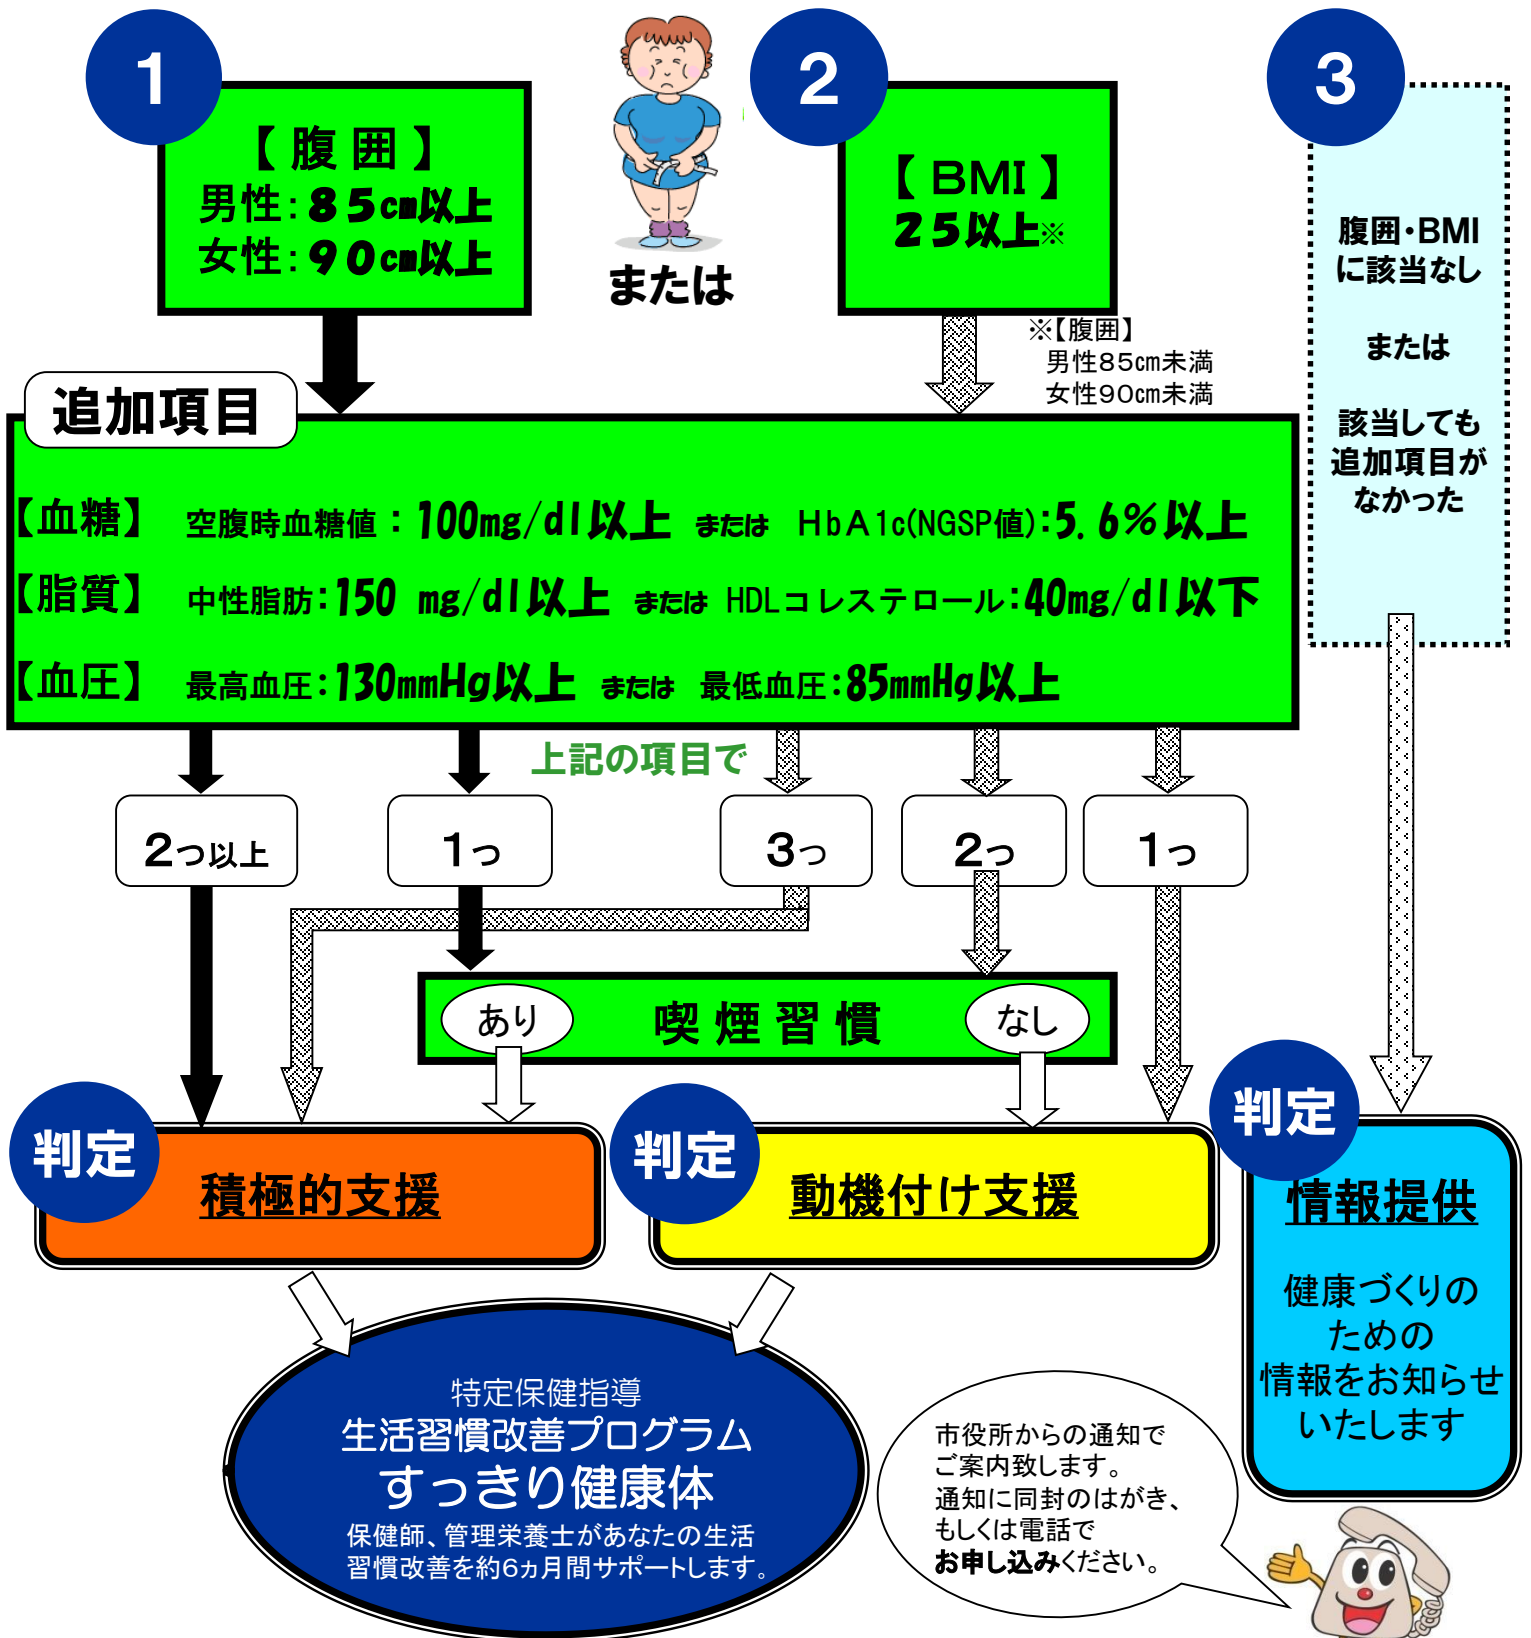 1
【 腹 囲 】
男性：８５㎝以上
女性：９０㎝以上
または
2
【 ＢＭＩ 】
２５以上※
※【腹囲】
男性８５㎝未満
女性９０㎝未満
3
腹囲・BMI
に該当なし
または
該当しても
追加項目が
なかった
追加項目
【血糖】 空腹時血糖値：100mg/dl以上 または ＨｂＡ1c(NGSP値)：5.6％以上
【脂質】 中性脂肪：150 mg/dl以上 または HDLコレステロール：40mg/dl以下
【血圧】 最高血圧：130mmHg以上 または 最低血圧：85mmHg以上
上記の項目で
２つ以上
１つ
３つ
２つ
１つ
あり
喫 煙 習 慣
なし
判定
積極的支援
判定
動機付け支援
判定
情報提供
健康づくりの
ための
情報をお知らせ
いたします
特定保健指導
生活習慣改善プログラム
すっきり健康体
保健師、管理栄養士があなたの生活
習慣改善を約６ヵ月間サポートします。
市役所からの通知で
ご案内致します。
通知に同封のはがき、
もしくは電話で
お申し込みください。